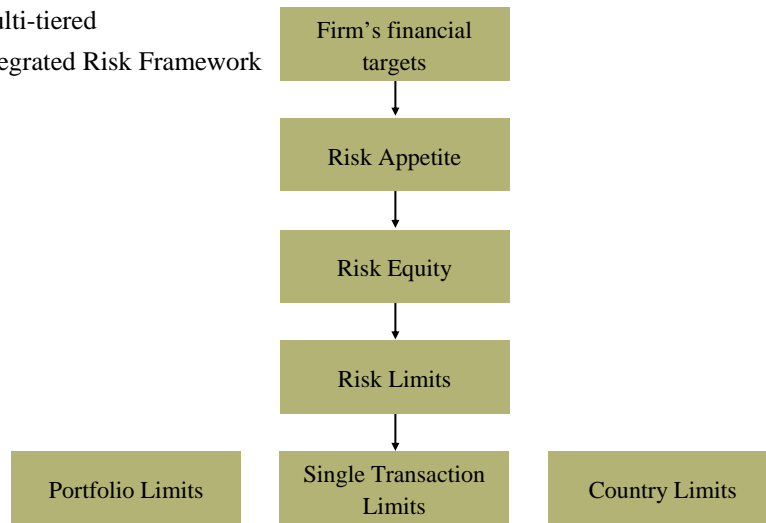 ulti-tiered
egrated Risk Framework
Firm's financial
targets
Risk Appetite
Risk Equity
Risk Limits
Portfolio Limits
Single Transaction
Limits
Country Limits